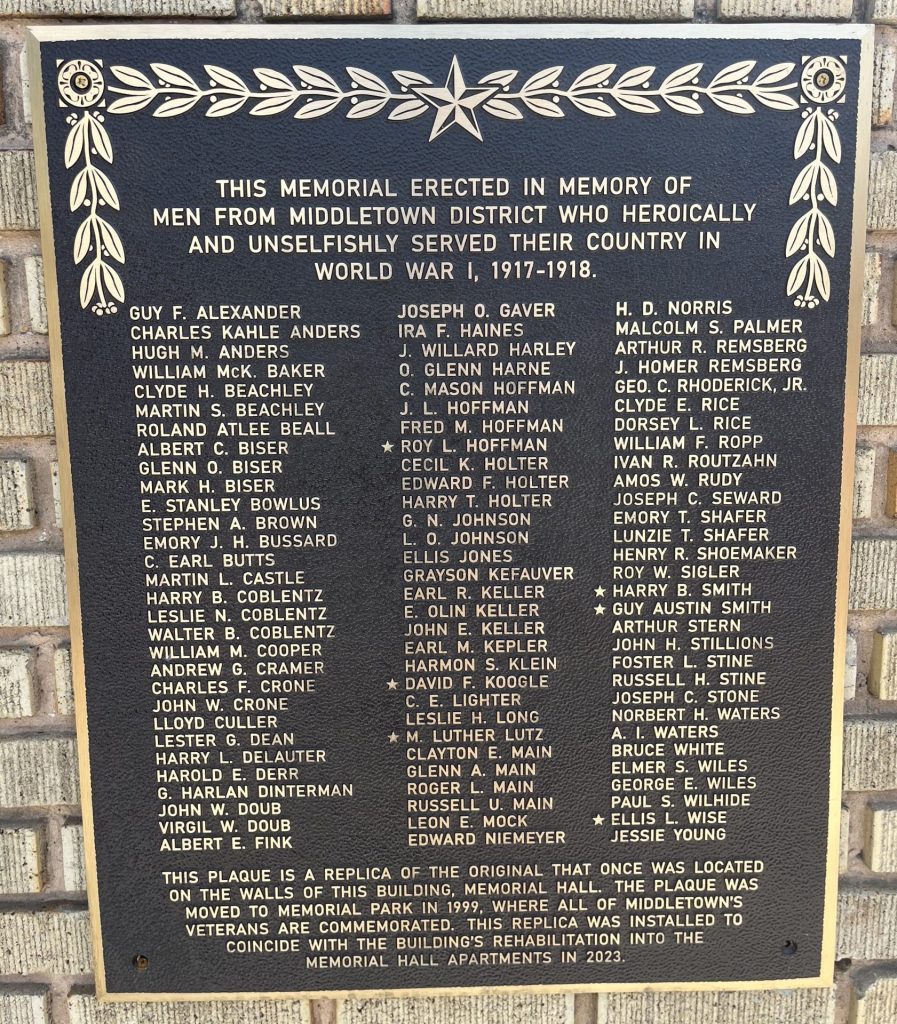 THIS MEMORIAL ERECTED IN MEMORY OF
MEN FROM MIDDLETOWN DISTRICT WHO HEROICALLY
AND UNSELFISHLY SERVED THEIR COUNTRY IN
WORLD WAR I, 1917-1918.
GUY F. ALEXANDER
CHARLES KAHLE ANDERS
HUGH M. ANDERS
WILLIAM McK. BAKER
CLYDE H. BEACHLEY
MARTIN S. BEACHLEY
ROLAND ATLEE BEALL
ALBERT C. BISER
GLENN O. BISER
MARK H. BISER
E. STANLEY BOWLUS
STEPHEN A. BROWN
EMORY J. H. BUSSARD
C. EARL BUTTS
MARTIN L. CASTLE
HARRY B. COBLENTZ
LESLIE N. COBLENTZ
WALTER B. COBLENTZ
WILLIAM M. COOPER
ANDREW G. CRAMER
CHARLES F. CRONE
JOHN W. CRONE
LLOYD CULLER
LESTER G. DEAN
HARRY L. DELAUTER
HAROLD E. DERR
G. HARLAN DINTERMAN
JOHN W. DOUB
VIRGIL W. DOUB
ALBERT E. FINK
JOSEPH O. GAVER
IRA F. HAINES
J. WILLARD HARLEY
O. GLENN HARNE
C. MASON HOFFMAN
J. L. HOFFMAN
FRED M. HOFFMAN
★ ROY L. HOFFMAN
CECIL K. HOLTER
EDWARD F. HOLTER
HARRY T. HOLTER
G. N. JOHNSON
L. O. JOHNSON
ELLIS JONES
GRAYSON KEFAUVER
EARL R. KELLER
E. OLIN KELLER
JOHN E. KELLER
EARL M. KEPLER
HARMON S. KLEIN
★ DAVID F. KOOGLE
C. E. LIGHTER
LESLIE H. LONG
★ M. LUTHER LUTZ
CLAYTON E. MAIN
GLENN A. MAIN
ROGER L. MAIN
RUSSELL U. MAIN
LEON E. MOCK
EDWARD NIEMEYER
H. D. NORRIS
MALCOLM S. PALMER
ARTHUR R. REMSBERG
J. HOMER REMSBERG
GEO. C. RHODERICK, JR.
CLYDE E. RICE
DORSEY L. RICE
WILLIAM F. ROPP
IVAN R. ROUTZAHN
AMOS W. RUDY
JOSEPH C. SEWARD
EMORY T. SHAFER
LUNZIE T. SHAFER
HENRY R. SHOEMAKER
ROY W. SIGLER
★ HARRY B. SMITH
★ GUY AUSTIN SMITH
ARTHUR STERN
JOHN H. STILLIONS
FOSTER L. STINE
RUSSELL H. STINE
JOSEPH C. STONE
NORBERT H. WATERS
A. I. WATERS
BRUCE WHITE
ELMER S. WILES
GEORGE E. WILES
PAUL S. WILHIDE
★ ELLIS L. WISE
JESSIE YOUNG
THIS PLAQUE IS A REPLICA OF THE ORIGINAL THAT ONCE WAS LOCATED
ON THE WALLS OF THIS BUILDING, MEMORIAL HALL. THE PLAQUE WAS
MOVED TO MEMORIAL PARK IN 1999, WHERE ALL OF MIDDLETOWN'S
VETERANS ARE COMMEMORATED. THIS REPLICA WAS INSTALLED TO
COINCIDE WITH THE BUILDING'S REHABILITATION INTO THE
MEMORIAL HALL APARTMENTS IN 2023.